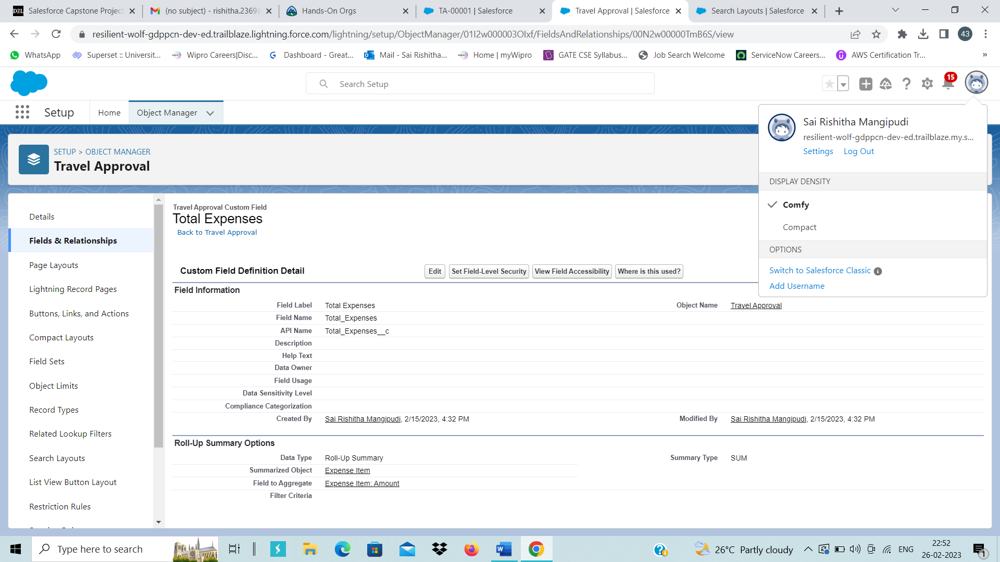 D2L Salesforce Capstone Project
(no subject) - rishitha.2369@
Hands-On Orgs
TA-00001 | Salesforce
Travel Approval | Salesforce
Search Layouts | Salesforce
resilient-wolf-gdppcn-dev-ed.trailblaze.lightning.force.com/lightning/setup/ObjectManager/01I2w000003OIxf/FieldsAndRelationships/00N2w00000TmB6S/view
43
WhatsApp
Superset :: Universit...
Wipro Careers|Disc...
Dashboard - Great...
Mail - Sai Rishitha...
Home | myWipro
GATE CSE Syllabus...
Job Search Welcome
ServiceNow Careers...
AWS Certification Tr...
»
Search Setup
15
Setup
Home
Object Manager
SETUP > OBJECT MANAGER
Travel Approval
Sai Rishitha Mangipudi
resilient-wolf-gdppcn-dev-ed.trailblaze.my.s...
Settings Log Out
DISPLAY DENSITY
Comfy
Compact
OPTIONS
Switch to Salesforce Classic
Add Username
Details
Fields & Relationships
Page Layouts
Lightning Record Pages
Buttons, Links, and Actions
Compact Layouts
Field Sets
Object Limits
Record Types
Related Lookup Filters
Search Layouts
List View Button Layout
Restriction Rules
Travel Approval Custom Field
Total Expenses
Back to Travel Approval
Custom Field Definition Detail
Edit
Set Field-Level Security
View Field Accessibility
Where is this used?
Field Information
Field Label Total Expenses
Object Name Travel Approval
Field Name Total_Expenses
API Name Total_Expenses__c
Description
Help Text
Data Owner
Field Usage
Data Sensitivity Level
Compliance Categorization
Created By Sai Rishitha Mangipudi, 2/15/2023, 4:32 PM
Modified By Sai Rishitha Mangipudi, 2/15/2023, 4:32 PM
Roll-Up Summary Options
Data Type Roll-Up Summary
Summary Type SUM
Summarized Object Expense Item
Field to Aggregate Expense Item: Amount
Filter Criteria
Type here to search
26°C Partly cloudy
ENG
22:52
26-02-2023
1